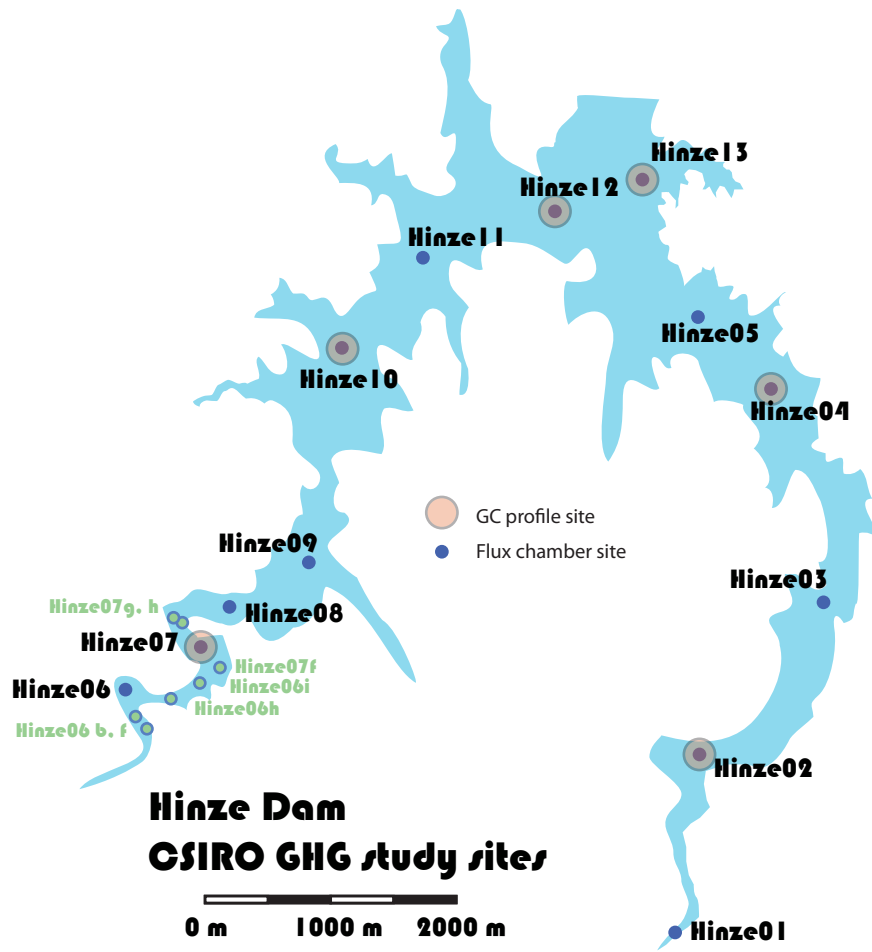 Hinze13
Hinze12
Hinze11
Hinze05
Hinze10
Hinze04
GC profile site
Flux chamber site
Hinze09
Hinze03
Hinze07g, h
Hinze08
Hinze07
Hinze07f
Hinze06
Hinze06i
Hinze06h
Hinze06 b, f
Hinze02
Hinze Dam
CSIRO GHG study sites
0 m 1000 m 2000 m
Hinze01